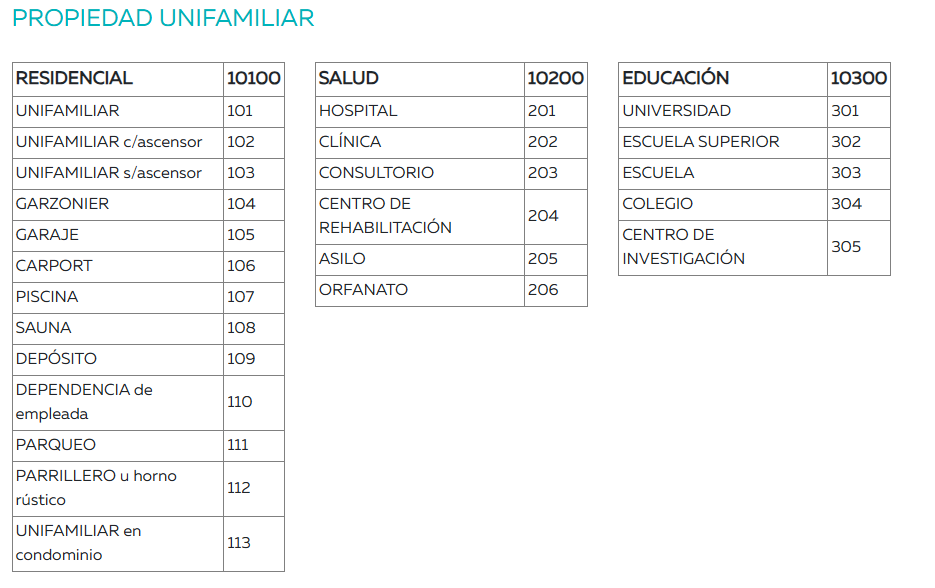 PROPIEDAD UNIFAMILIAR
RESIDENCIAL 10100
UNIFAMILIAR 101
UNIFAMILIAR c/ascensor 102
UNIFAMILIAR s/ascensor 103
GARZONIER 104
GARAJE 105
CARPORT 106
PISCINA 107
SAUNA 108
DEPÓSITO 109
DEPENDENCIA de
empleada 110
PARQUEO 111
PARRILLERO u horno
rústico 112
UNIFAMILIAR en
condominio 113
SALUD 10200
HOSPITAL 201
CLÍNICA 202
CONSULTORIO 203
CENTRO DE
REHABILITACIÓN 204
ASILO 205
ORFANATO 206
EDUCACIÓN 10300
UNIVERSIDAD 301
ESCUELA SUPERIOR 302
ESCUELA 303
COLEGIO 304
CENTRO DE
INVESTIGACIÓN 305